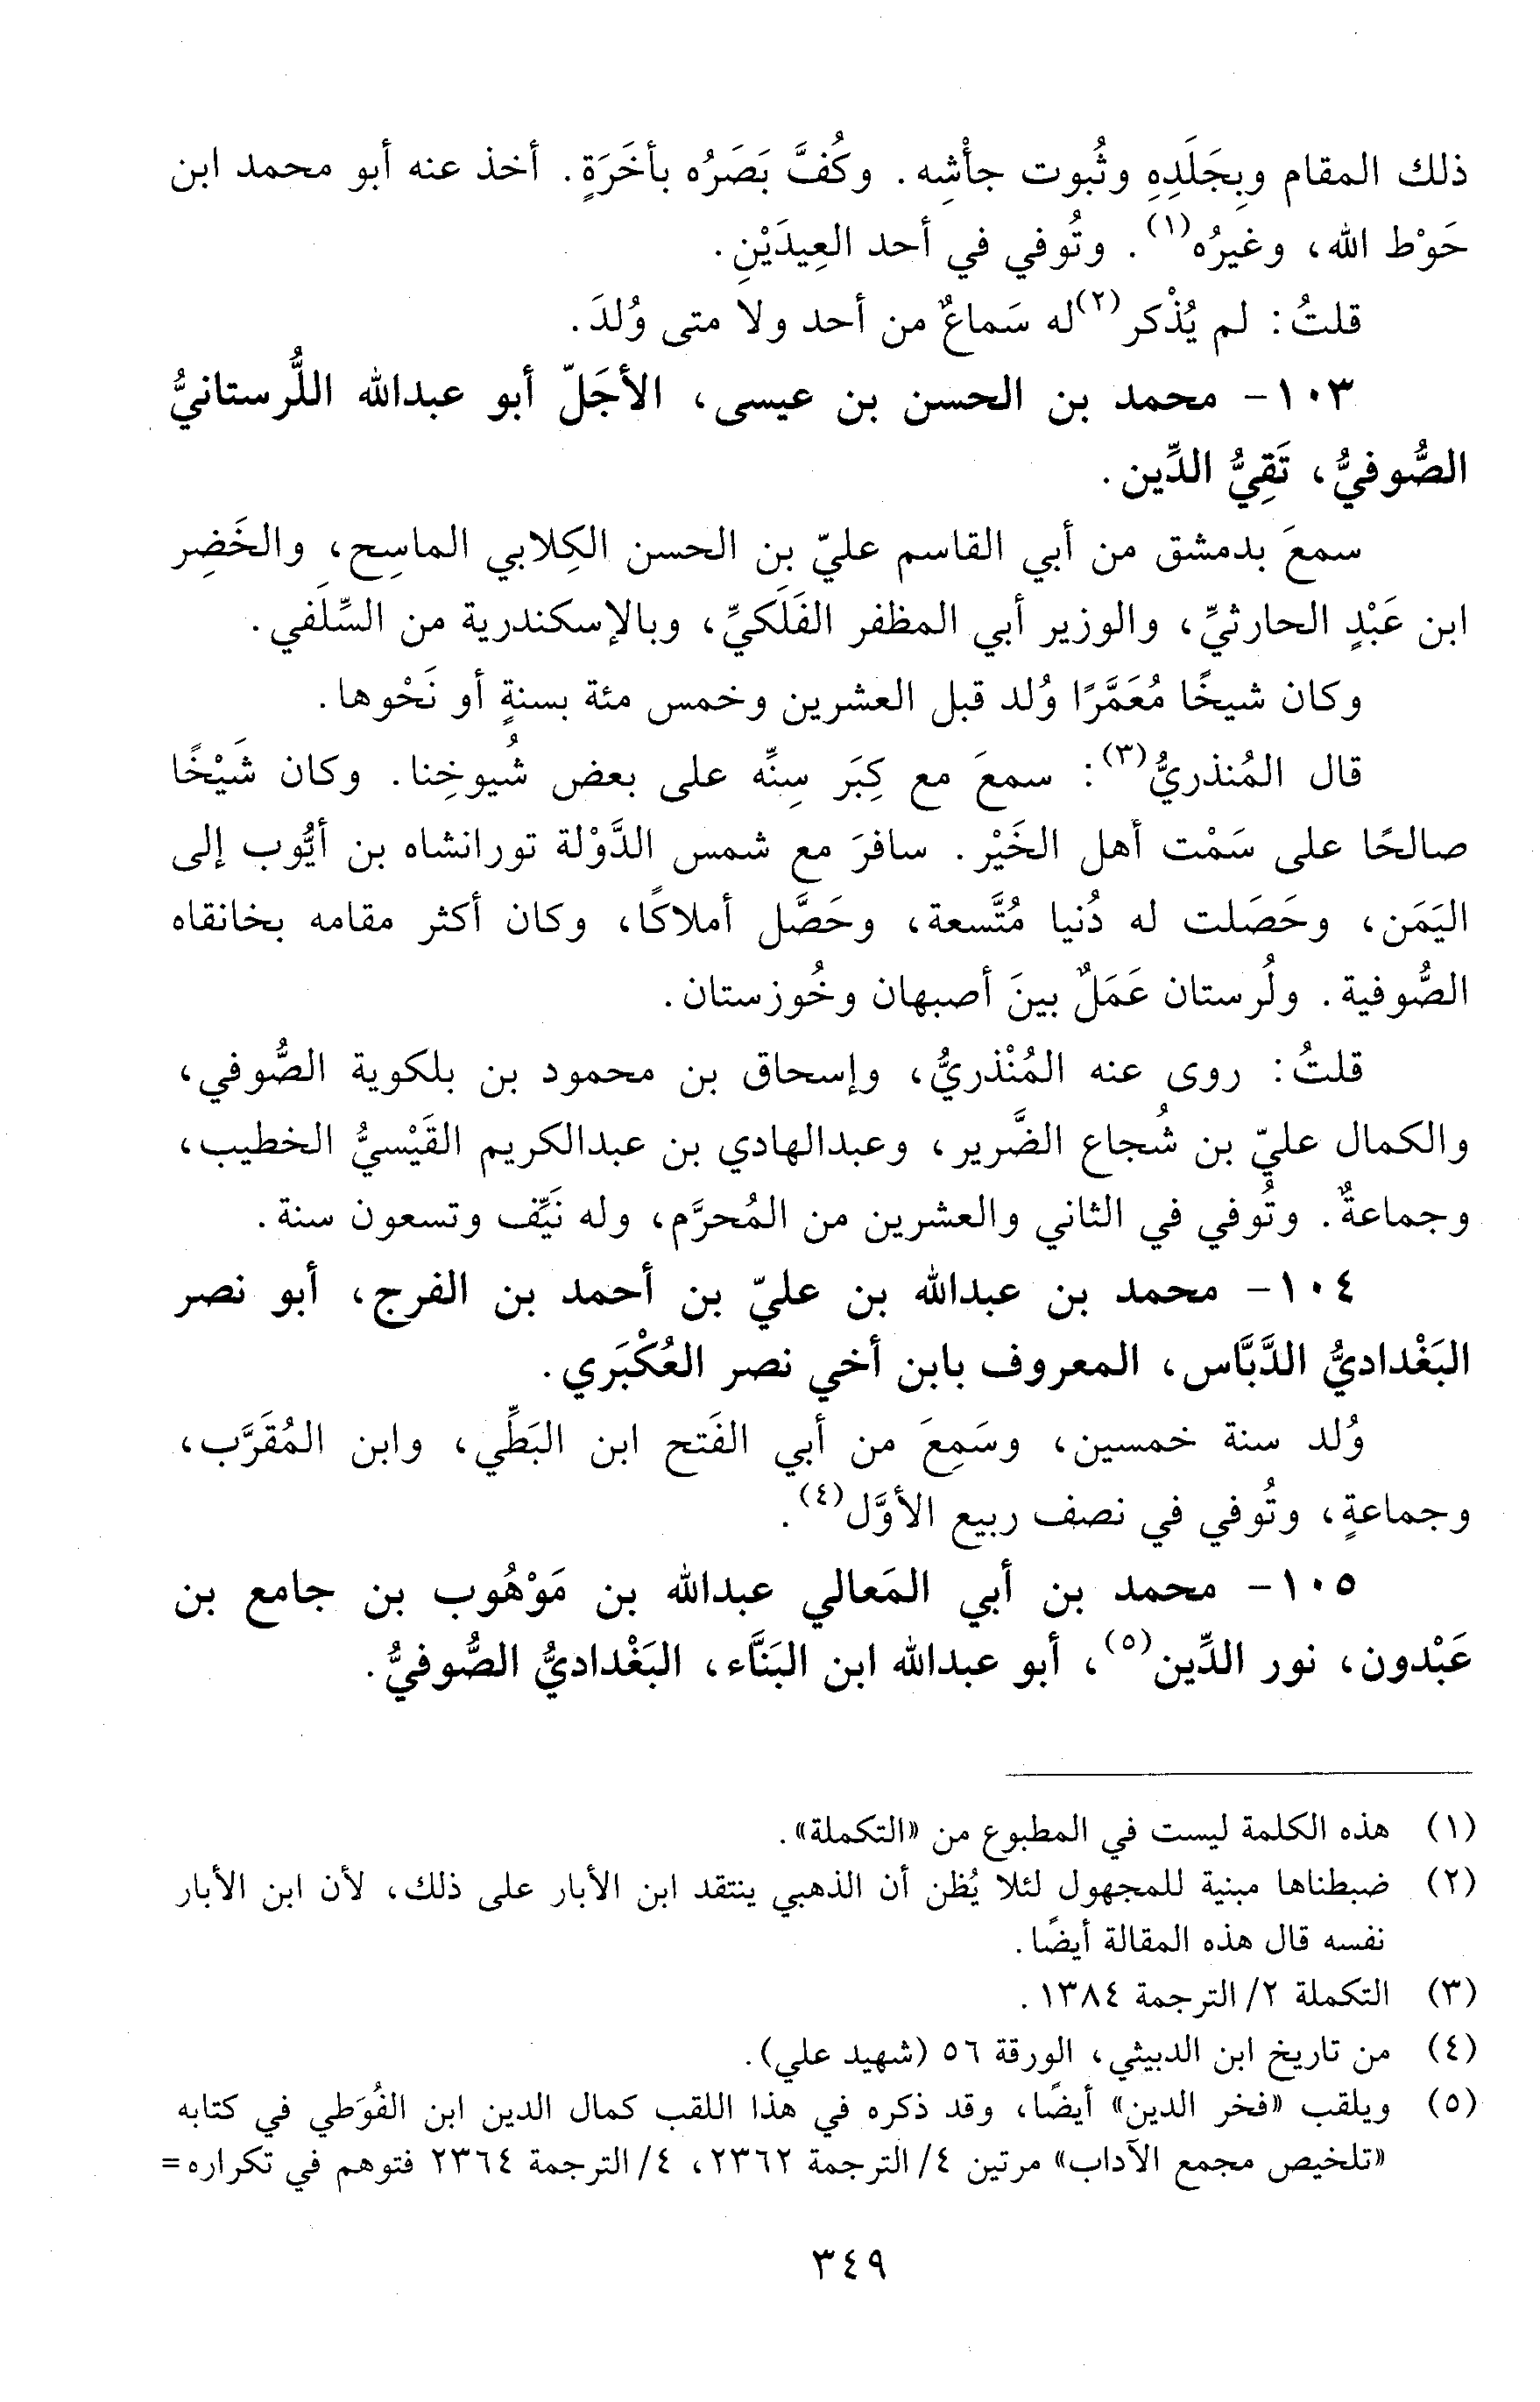 ذلك المقام وبِجَلَدِهِ وثُبوت جأْشِه. وكُفَّ بَصَرُه بأخَرَةٍ. أخذ عنه أبو محمد ابن
حَوْط الله، وغيرُه(١). وتُوفي في أحد العِيدَيْنِ.
قلتُ: لم يُذْكر(٢) له سَماعٌ من أحد ولا متى وُلدَ.
١٠٣- محمد بن الحسن بن عيسى، الأجَلّ أبو عبدالله اللُّرستانيُّ
الصُّوفيُّ، تَقِيُّ الدِّين.
سمعَ بدمشق من أبي القاسم عليّ بن الحسن الكِلابي الماسِح، والخَضِر
ابن عَبْدٍ الحارثيِّ، والوزير أبي المظفر الفَلَكيِّ، وبالإسكندرية من السِّلَفي.
وكان شيخًا مُعَمَّرًا وُلد قبل العشرين وخمس مئة بسنةٍ أو نَحْوها.
قال المُنذريُّ(٣): سمعَ مع كِبَر سِنِّه على بعض شُيوخِنا. وكان شَيْخًا
صالحًا على سَمْت أهل الخَيْر. سافرَ مع شمس الدَّوْلة تورانشاه بن أيُّوب إلى
اليَمَن، وحَصَلت له دُنيا مُتَّسعة، وحَصَّل أملاكًا، وكان أكثر مقامه بخانقاه
الصُّوفية. ولُرستان عَمَلٌ بينَ أصبهان وخُوزستان.
قلتُ: روى عنه المُنْذريُّ، وإسحاق بن محمود بن بلكوية الصُّوفي،
والكمال عليّ بن شُجاع الضَّرير، وعبدالهادي بن عبدالكريم القَيْسيُّ الخطيب،
وجماعةٌ. وتُوفي في الثاني والعشرين من المُحرَّم، وله نَيِّف وتسعون سنة.
١٠٤- محمد بن عبدالله بن عليّ بن أحمد بن الفرج، أبو نصر
البَغْداديُّ الدَّبَّاس، المعروف بابن أخي نصر العُكْبَري.
وُلد سنة خمسين، وسَمِعَ من أبي الفَتح ابن البَطِّي، وابن المُقَرَّب،
وجماعةٍ، وتُوفي في نصف ربيع الأوَّل(٤).
١٠٥- محمد بن أبي المَعالي عبدالله بن مَوْهُوب بن جامع بن
عَبْدون، نور الدِّين(٥)، أبو عبدالله ابن البَنَّاء، البَغْداديُّ الصُّوفيُّ.
(١) هذه الكلمة ليست في المطبوع من «التكملة».
(٢) ضبطناها مبنية للمجهول لئلا يُظن أن الذهبي ينتقد ابن الأبار على ذلك، لأن ابن الأبار
نفسه قال هذه المقالة أيضًا.
(٣) التكملة ٢/ الترجمة ١٣٨٤.
(٤) من تاريخ ابن الدبيثي، الورقة ٥٦ (شهيد علي).
(٥) ويلقب «فخر الدين» أيضًا، وقد ذكره في هذا اللقب كمال الدين ابن الفُوَطي في كتابه
«تلخيص مجمع الآداب» مرتين ٤/ الترجمة ٢٣٦٢، ٤/ الترجمة ٢٣٦٤ فتوهم في تكراره =
٣٤٩